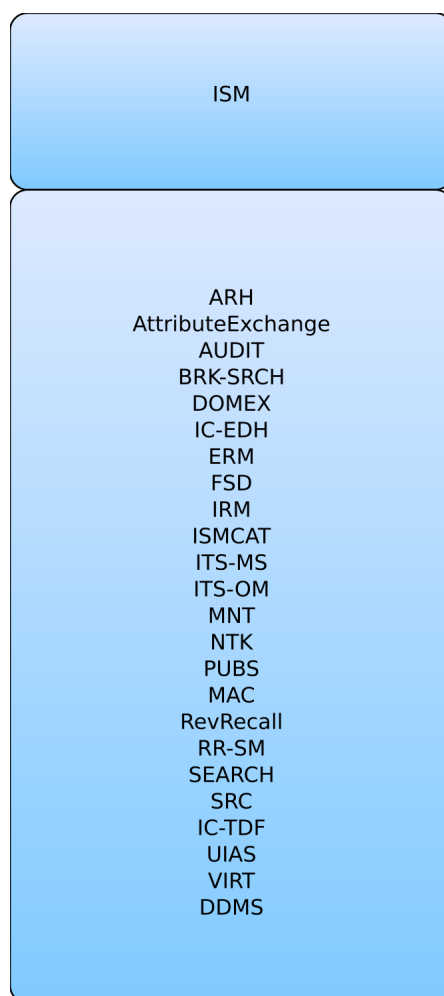 ISM
ARH
AttributeExchange
AUDIT
BRK-SRCH
DOMEX
IC-EDH
ERM
FSD
IRM
ISMCAT
ITS-MS
ITS-OM
MNT
NTK
PUBS
MAC
RevRecall
RR-SM
SEARCH
SRC
IC-TDF
UIAS
VIRT
DDMS